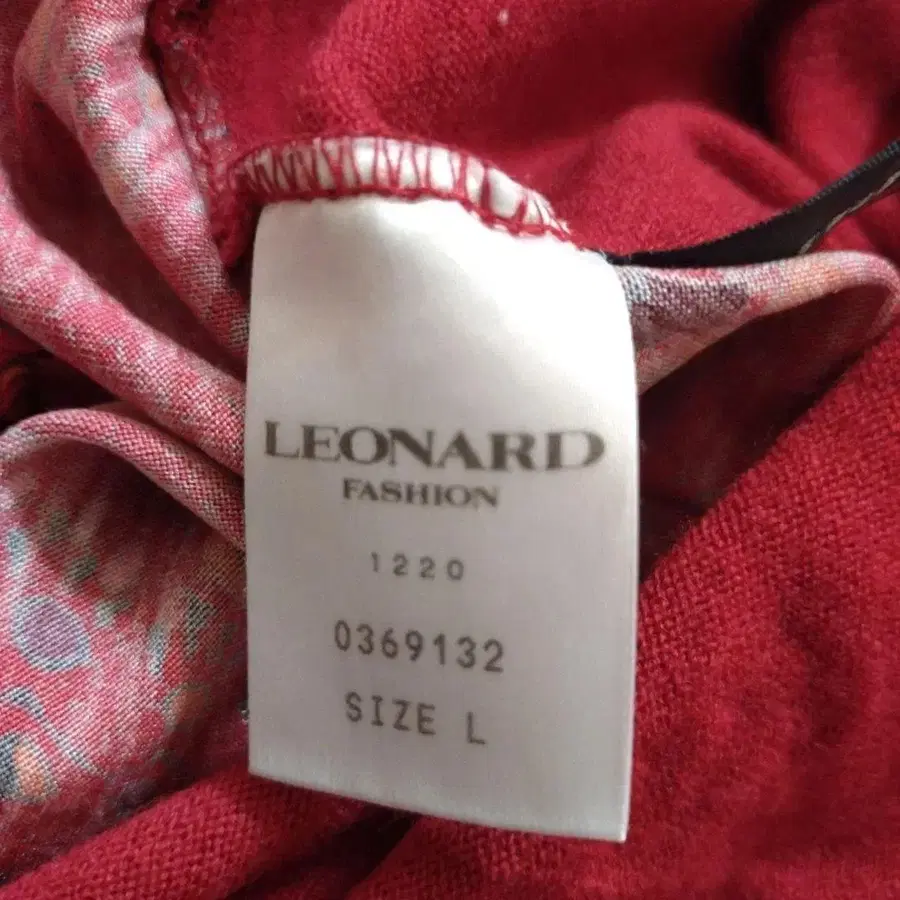 LEONARD
FASHION
1220
0369132
SIZE L